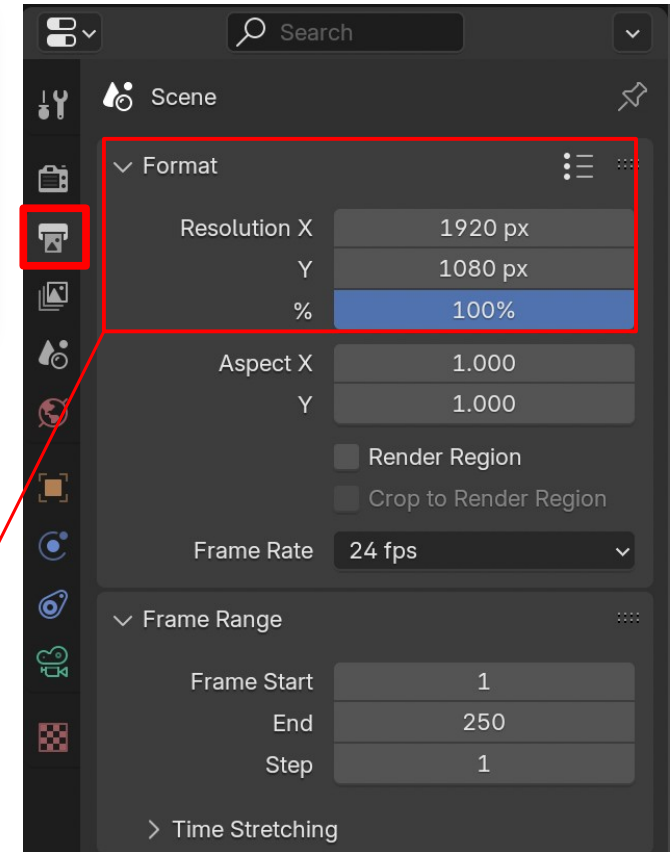 Search
Scene
Format
Resolution X 1920 px
Y 1080 px
% 100%
Aspect X 1.000
Y 1.000
Render Region
Crop to Render Region
Frame Rate 24 fps
Frame Range
Frame Start 1
End 250
Step 1
Time Stretching